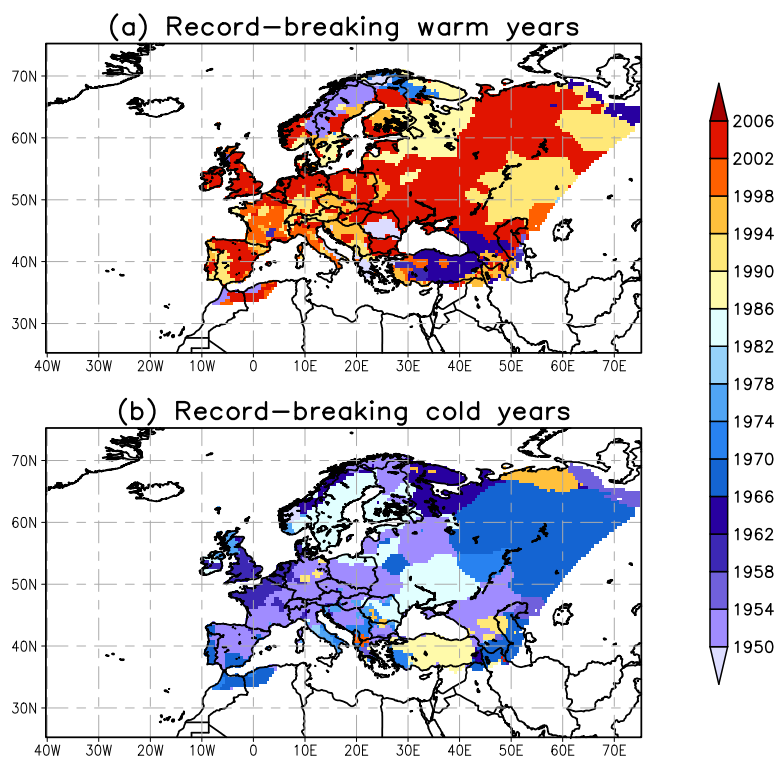 (a) Record-breaking warm years
70N
60N
50N
40N
30N
40W 30W 20W 10W 0 10E 20E 30E 40E 50E 60E 70E
2006
2002
1998
1994
1990
1986
1982
1978
1974
1970
1966
1962
1958
1954
1950
(b) Record-breaking cold years
70N
60N
50N
40N
30N
40W 30W 20W 10W 0 10E 20E 30E 40E 50E 60E 70E